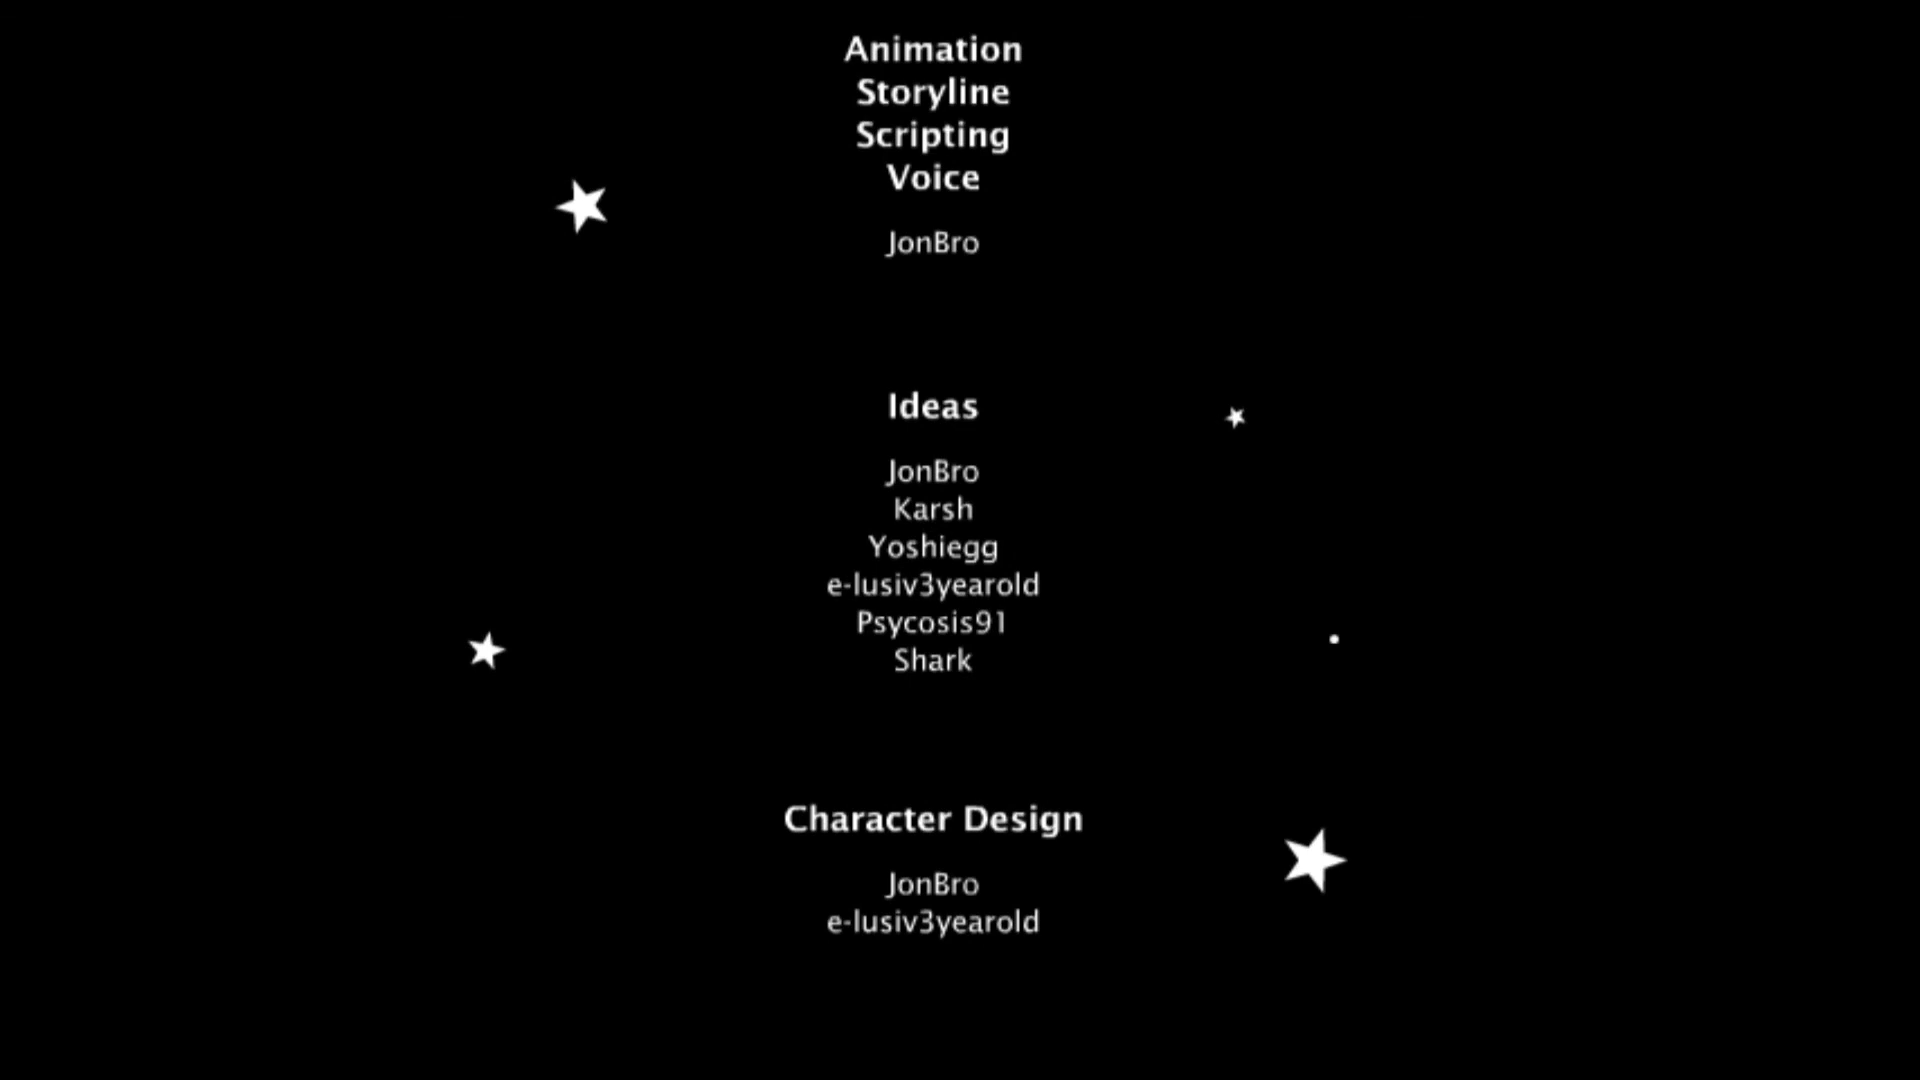 Animation
Storyline
Scripting
Voice
JonBro
Ideas
JonBro
Karsh
Yoshiegg
e-lusiv3yearold
Psycosis91
Shark
Character Design
JonBro
e-lusiv3yearold